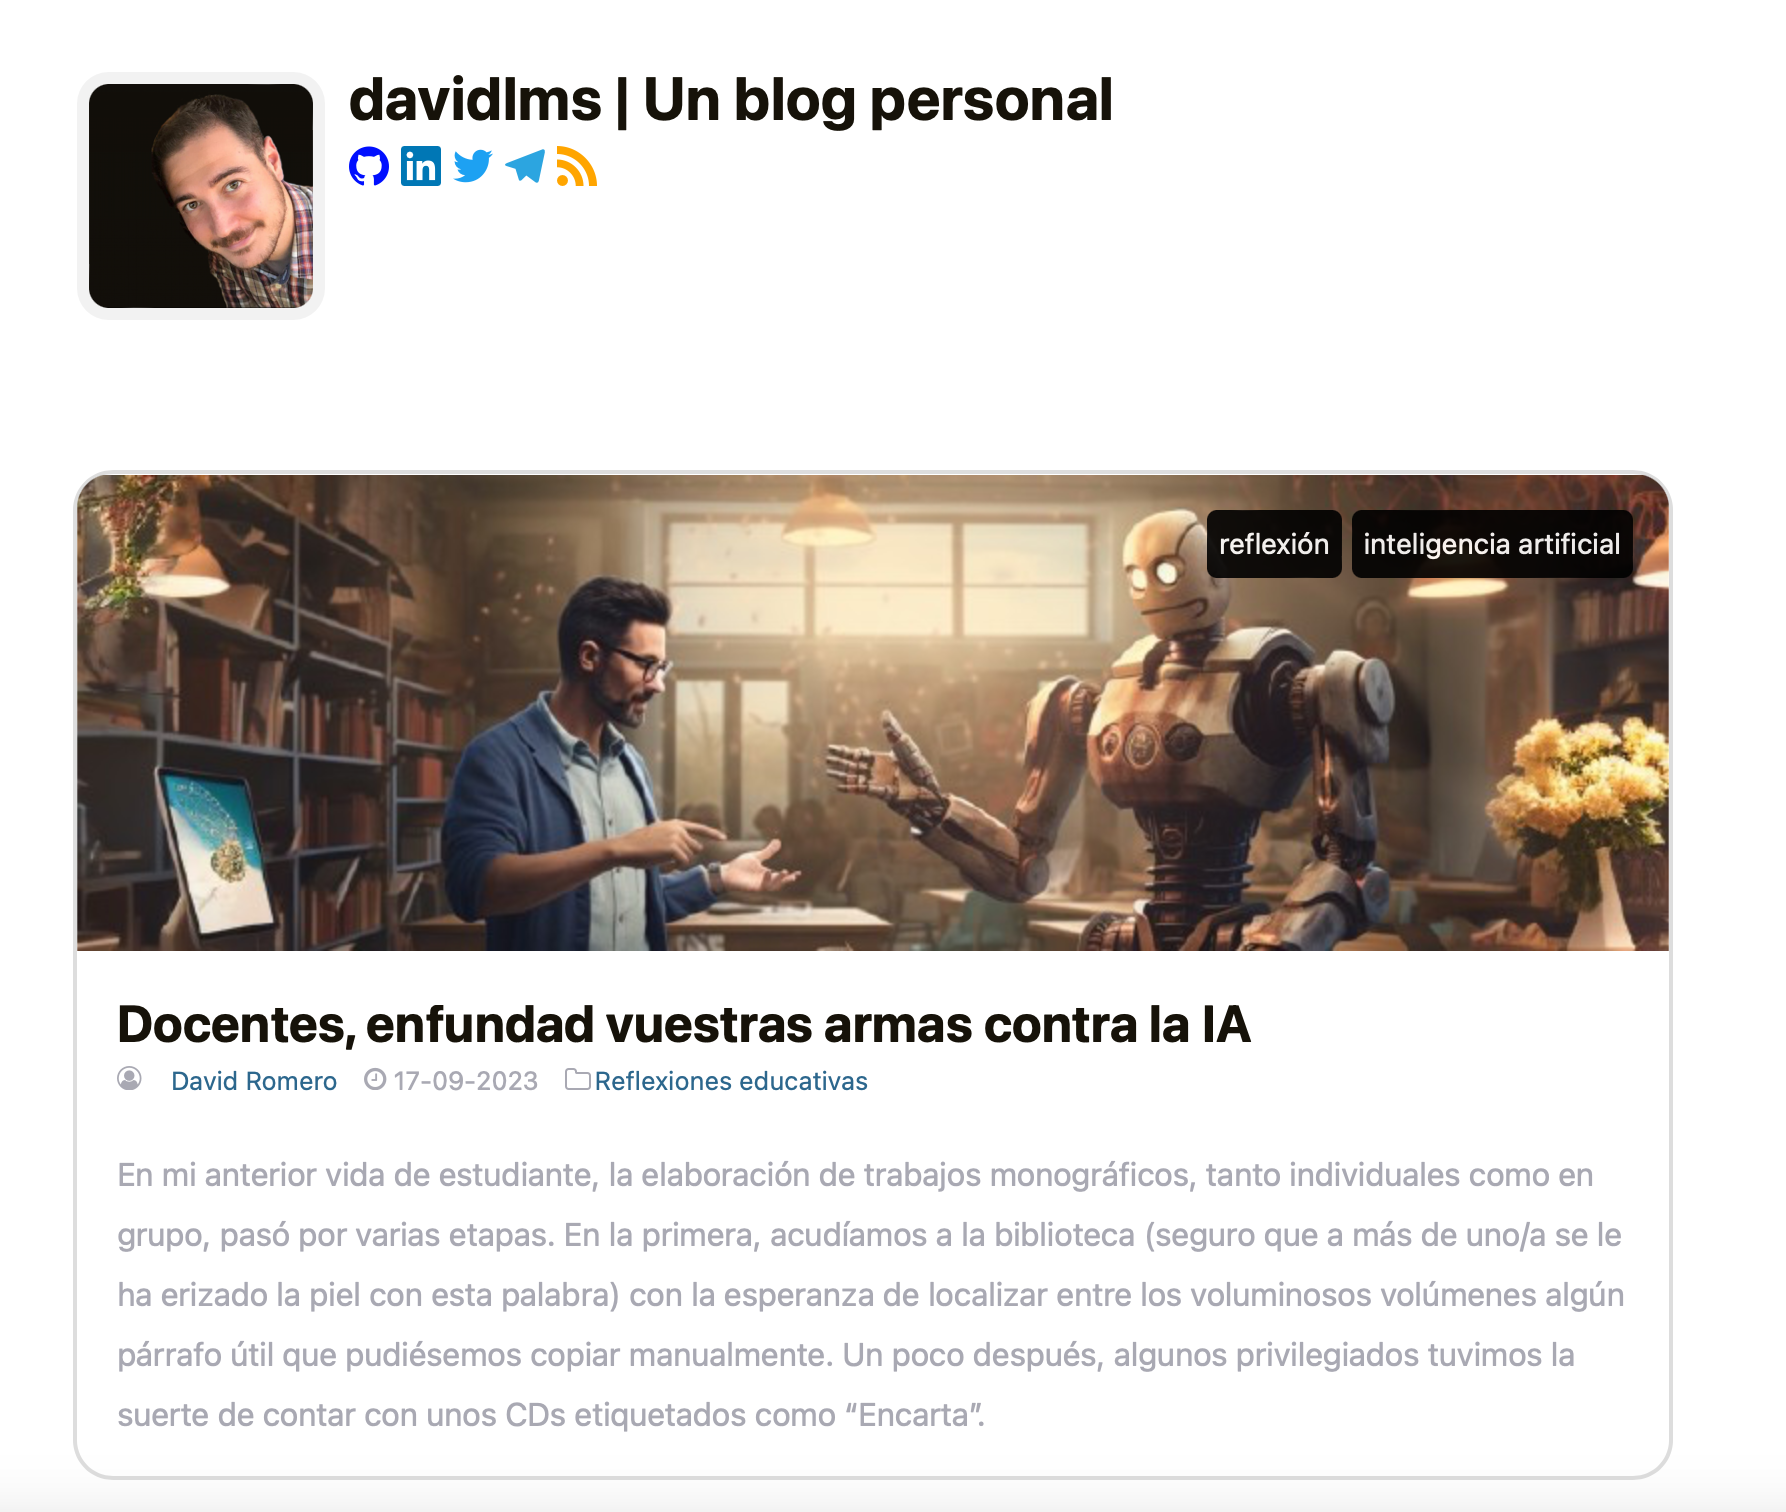 davidlms | Un blog personal
reflexión
inteligencia artificial
Docentes, enfundad vuestras armas contra la IA
David Romero 17-09-2023 Reflexiones educativas
En mi anterior vida de estudiante, la elaboración de trabajos monográficos, tanto individuales como en
grupo, pasó por varias etapas. En la primera, acudíamos a la biblioteca (seguro que a más de uno/a se le
ha erizado la piel con esta palabra) con la esperanza de localizar entre los voluminosos volúmenes algún
párrafo útil que pudiésemos copiar manualmente. Un poco después, algunos privilegiados tuvimos la
suerte de contar con unos CDs etiquetados como “Encarta”.